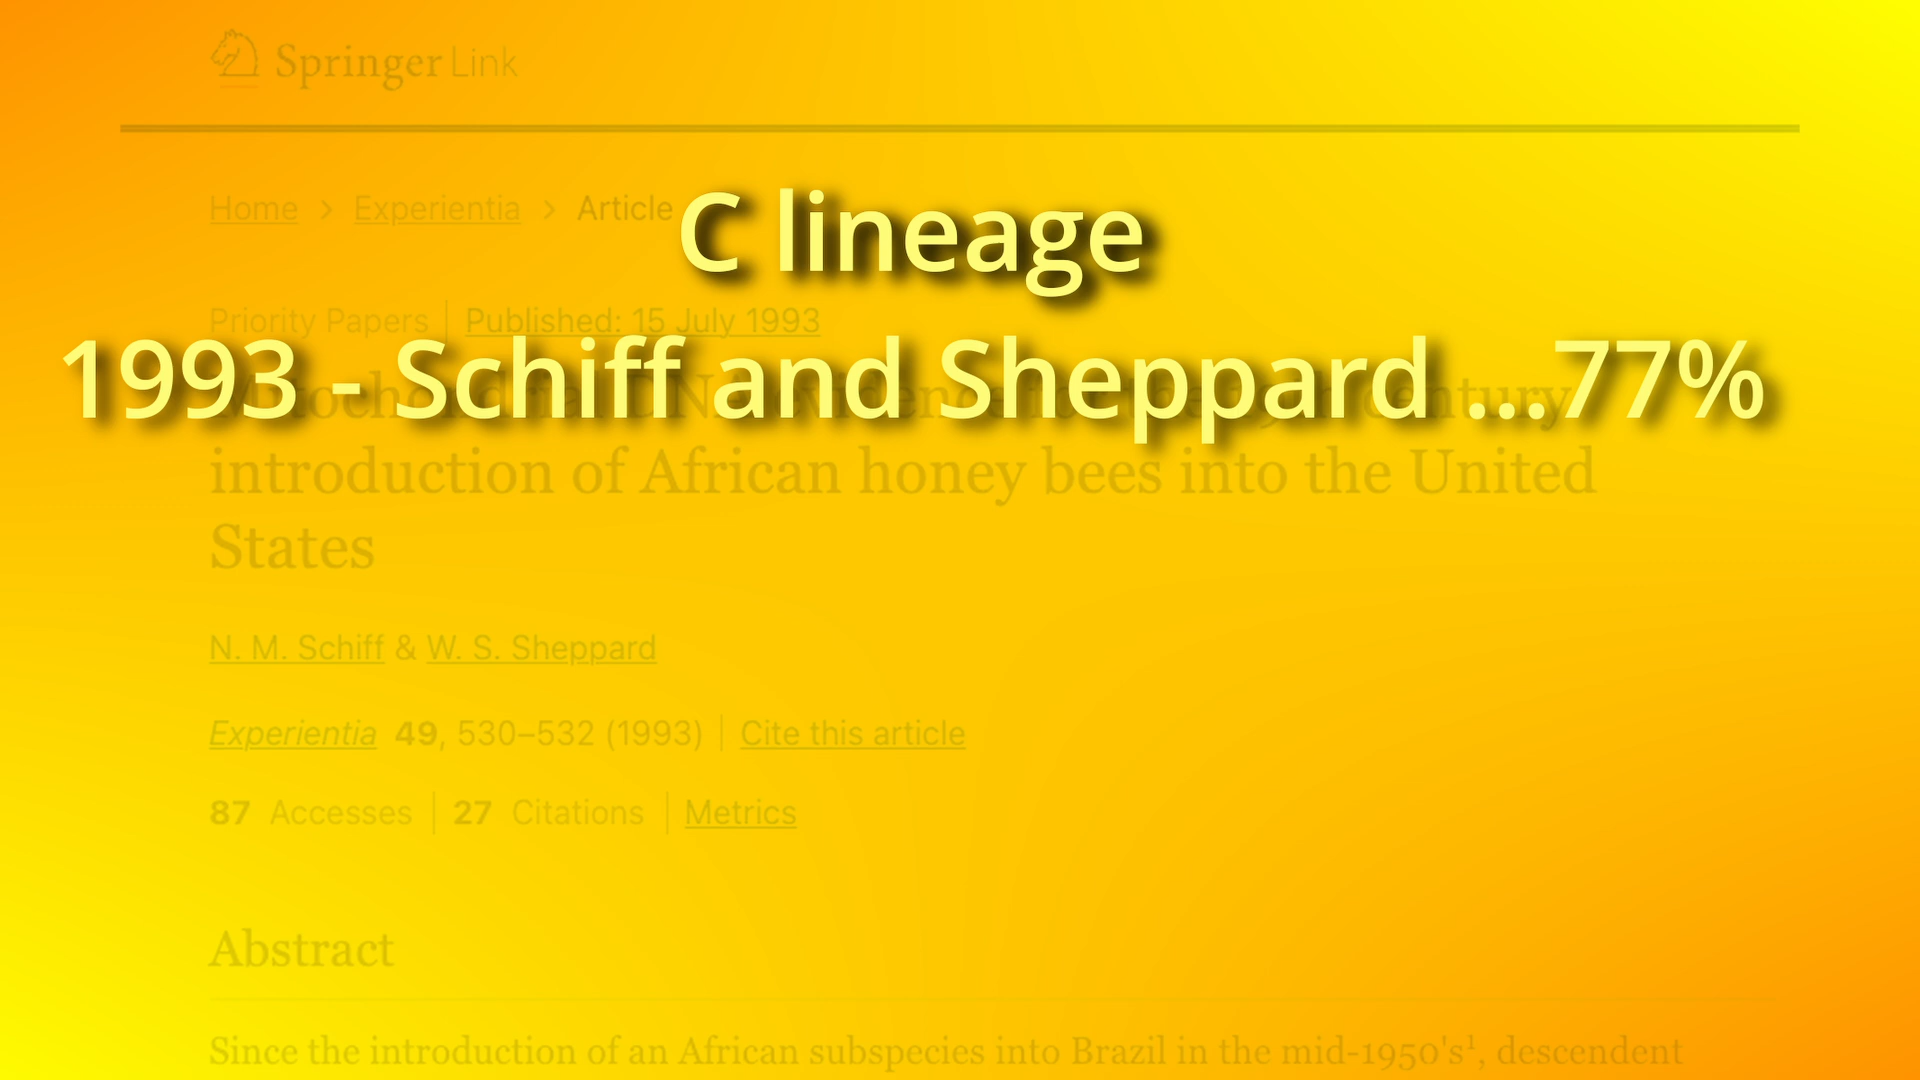 Springer Link
Home > Experientia > Article
C lineage
Priority Papers | Published: 15 July 1993
1993 - Schiff and Sheppard ...77%
introduction of African honey bees into the United
States
N. M. Schiff & W. S. Sheppard
Experientia 49, 530–532 (1993) | Cite this article
87 Accesses | 27 Citations | Metrics
Abstract
Since the introduction of an African subspecies into Brazil in the mid-1950's¹, descendent